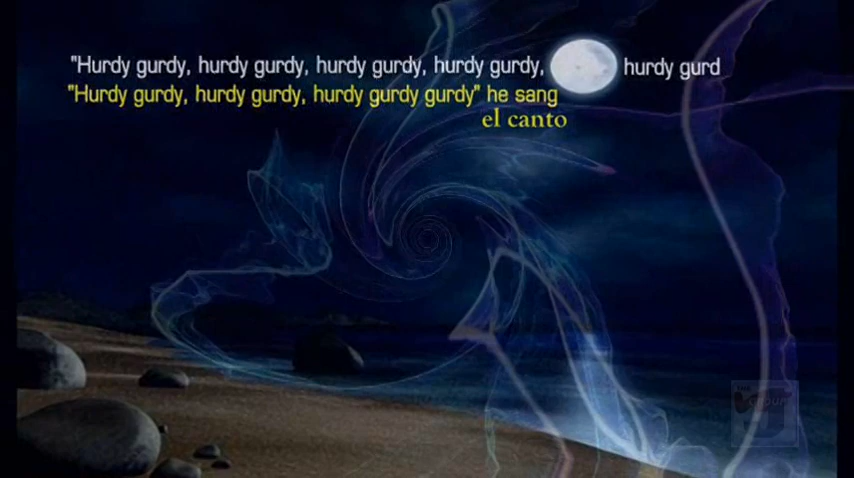 "Hurdy gurdy, hurdy gurdy, hurdy gurdy, hurdy gurdy, hurdy gurd
"Hurdy gurdy, hurdy gurdy, hurdy gurdy gurdy" he sang
el canto
THE